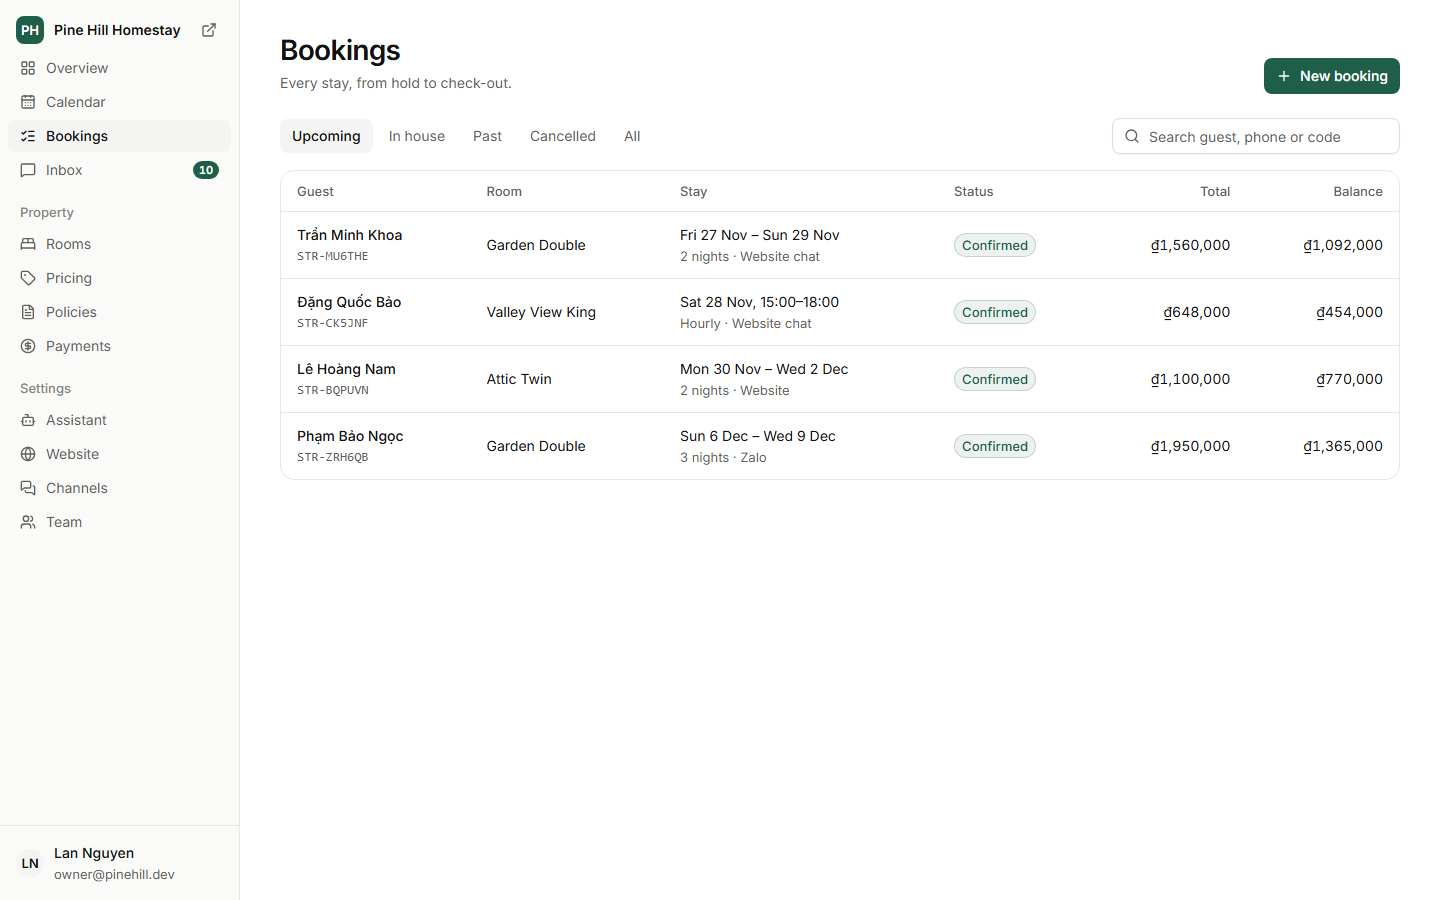 PH Pine Hill Homestay
Overview
Calendar
Bookings
Inbox 10
Property
Rooms
Pricing
Policies
Payments
Settings
Assistant
Website
Channels
Team
LN Lan Nguyen
owner@pinehill.dev
Bookings
Every stay, from hold to check-out.
New booking
Upcoming In house Past Cancelled All
Search guest, phone or code
Guest Room Stay Status Total Balance
Trần Minh Khoa Garden Double Fri 27 Nov – Sun 29 Nov Confirmed ₫1,560,000 ₫1,092,000
STR-MU6THE 2 nights · Website chat
Đặng Quốc Bảo Valley View King Sat 28 Nov, 15:00–18:00 Confirmed ₫648,000 ₫454,000
STR-CK5JNF Hourly · Website chat
Lê Hoàng Nam Attic Twin Mon 30 Nov – Wed 2 Dec Confirmed ₫1,100,000 ₫770,000
STR-BQPUVN 2 nights · Website
Phạm Bảo Ngọc Garden Double Sun 6 Dec – Wed 9 Dec Confirmed ₫1,950,000 ₫1,365,000
STR-ZRH6QB 3 nights · Zalo